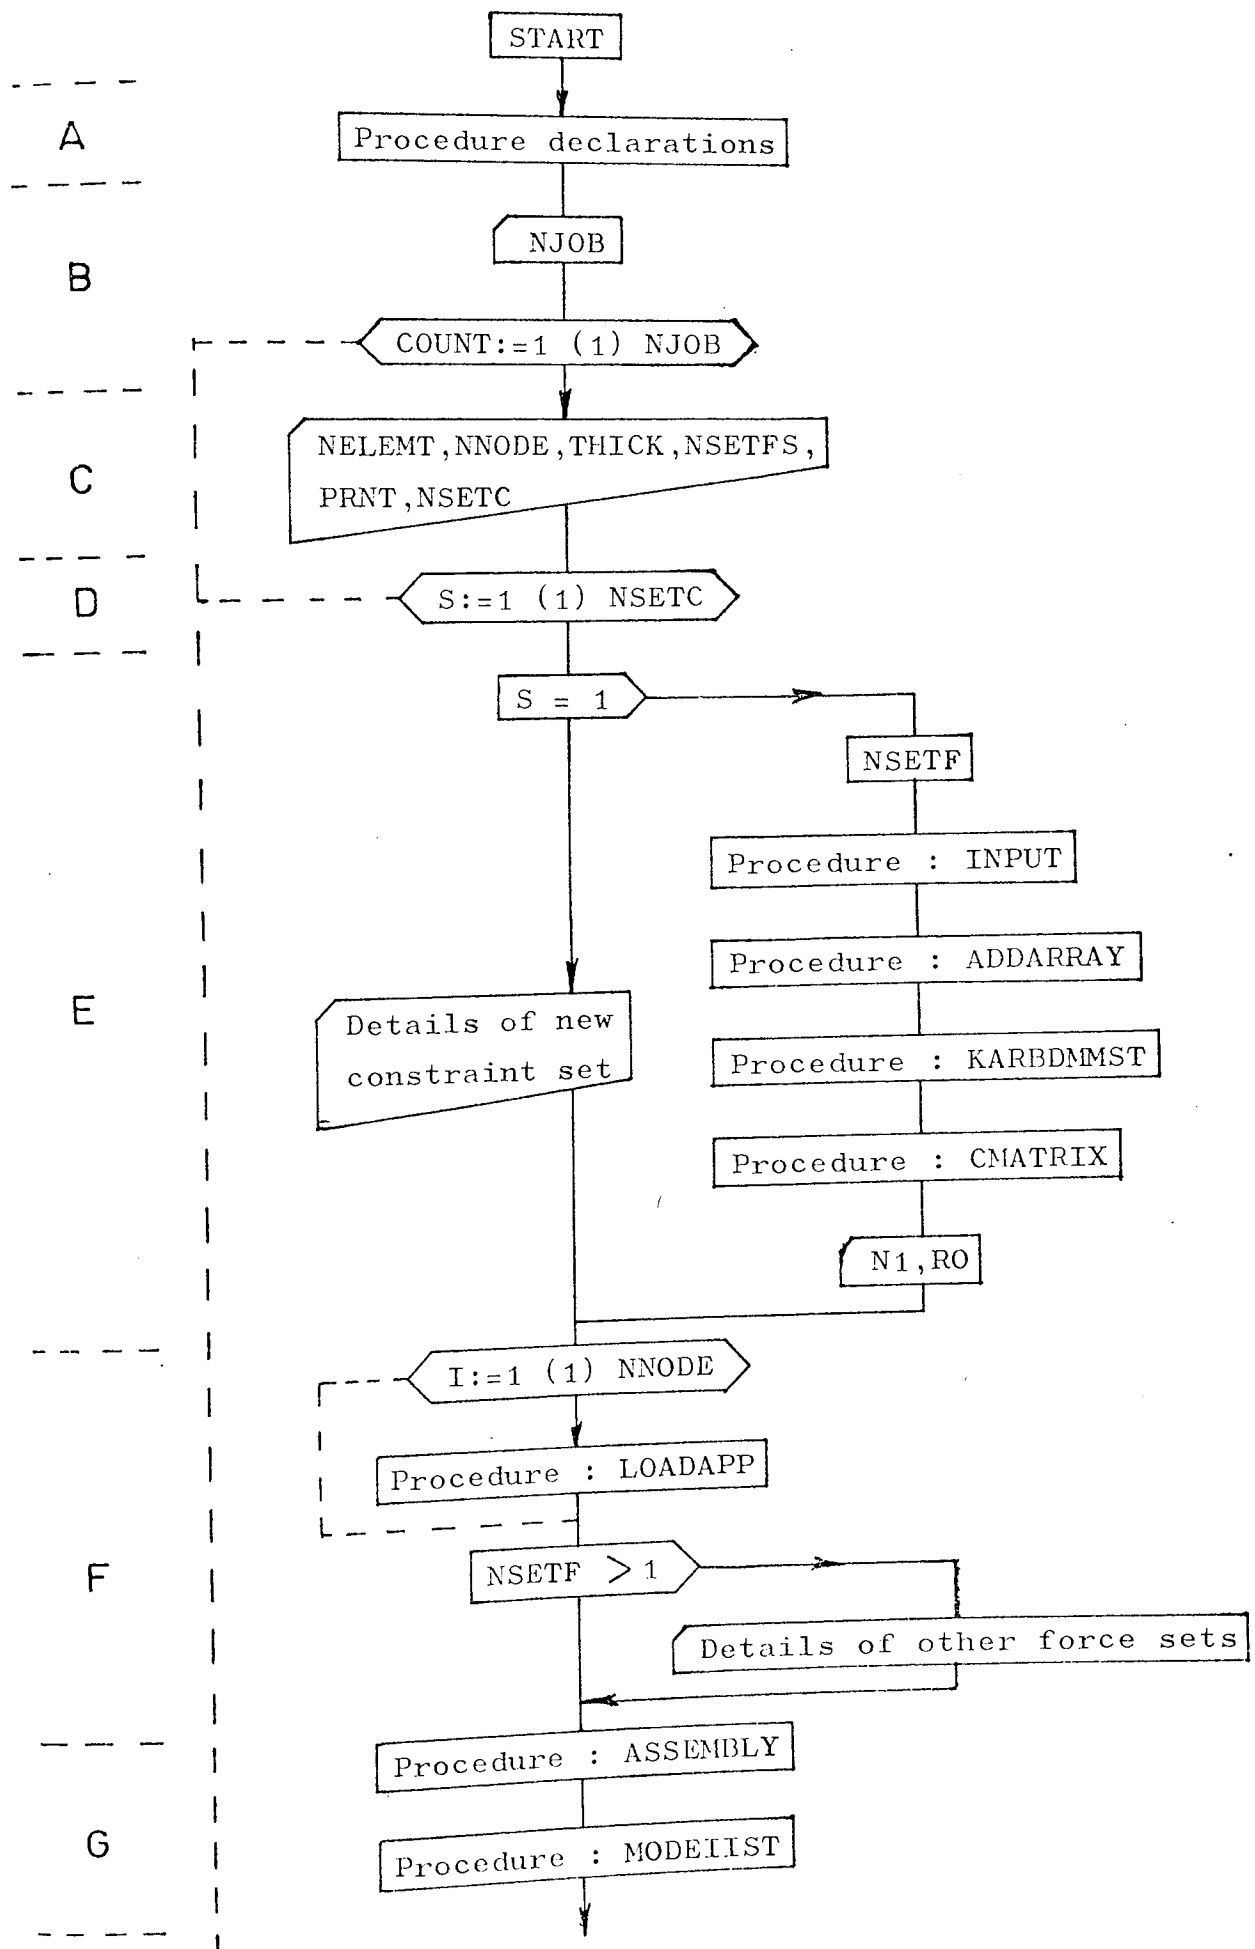 START
A
Procedure declarations
B
NJOB
COUNT:=1 (1) NJOB
C
NELEMT,NNODE,THICK,NSETFS,
PRNT,NSETC
D
S:=1 (1) NSETC
S = 1
NSETF
Procedure : INPUT
Procedure : ADDARRAY
E
Details of new
constraint set
Procedure : KARBDMMST
Procedure : CMATRIX
N1,RO
I:=1 (1) NNODE
Procedure : LOADAPP
F
NSETF > 1
Details of other force sets
Procedure : ASSEMBLY
G
Procedure : MODEIIST